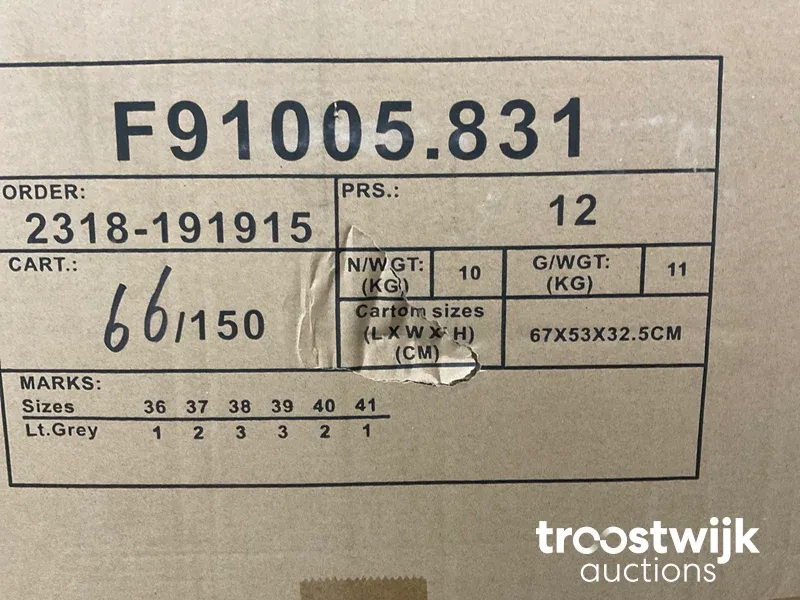 F91005.831
ORDER:
2318-191915
PRS.:
12
CART.:
66/150
N/WGT:
(KG)
10
G/WGT:
(KG)
11
Cartom sizes
(L X W X H)
(CM)
67X53X32.5CM
MARKS:
Sizes 36 37 38 39 40 41
Lt.Grey 1 2 3 3 2 1
troostwijk
auctions